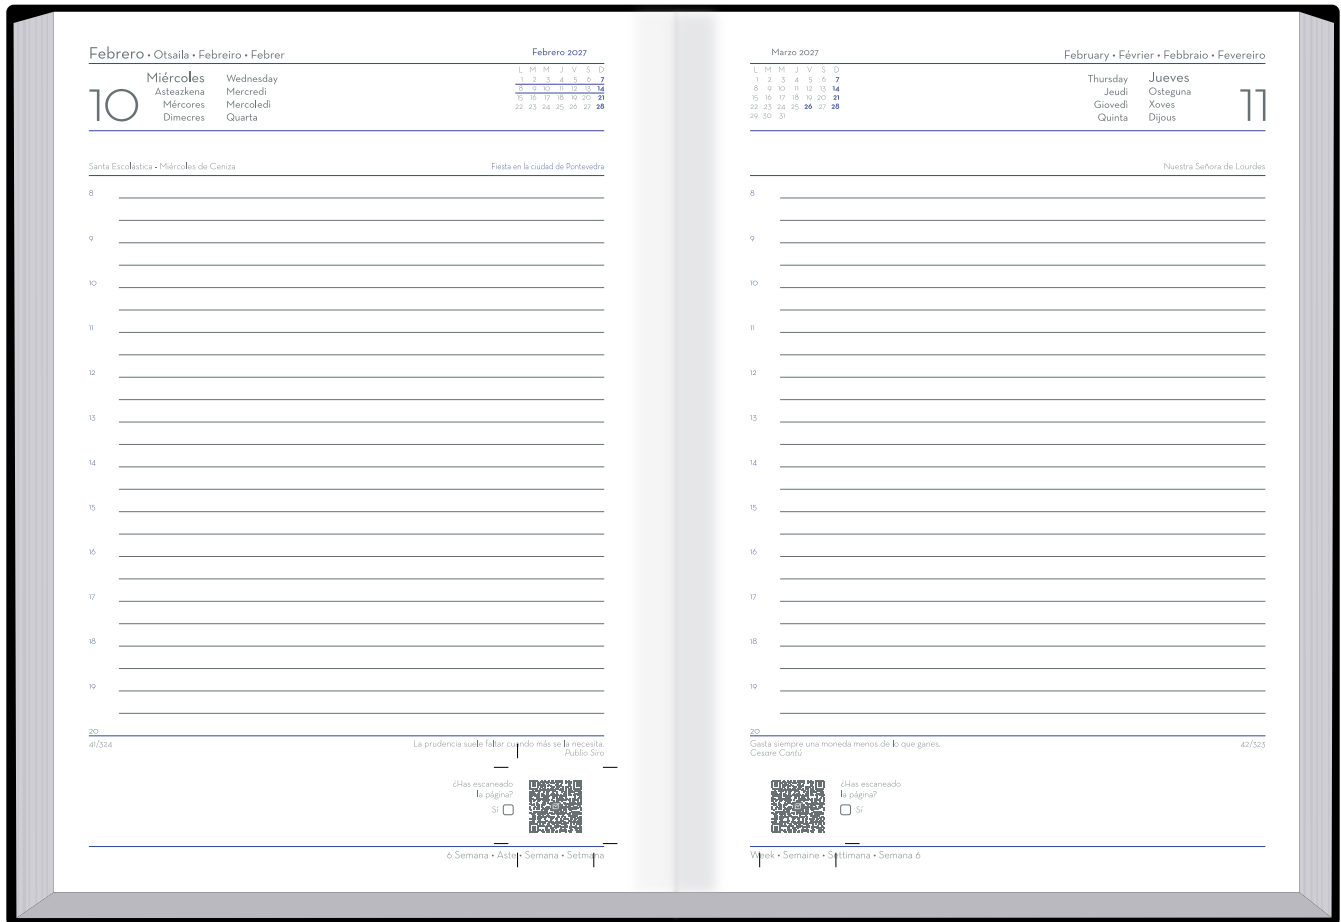 Febrero • Otsaila • Febreiro • Febrer
10
Miércoles Wednesday
Asteazkena Mercredi
Mércores Mercoledì
Dimecres Quarta
Febrero 2027
L M M J V S D
1 2 3 4 5 6 7
8 9 10 11 12 13 14
15 16 17 18 19 20 21
22 23 24 25 26 27 28
Santa Escolástica - Miércoles de Ceniza Fiesta en la ciudad de Pontevedra
8
9
10
11
12
13
14
15
16
17
18
19
20
41/324 La prudencia suele faltar cuando más se la necesita.
Publio Siro
¿Has escaneado
la página?
Sí
6 Semana • Aste • Semana • Setmana
Marzo 2027
L M M J V S D
1 2 3 4 5 6 7
8 9 10 11 12 13 14
15 16 17 18 19 20 21
22 23 24 25 26 27 28
29 30 31
February • Février • Febbraio • Fevereiro
Thursday Jueves
Jeudi Osteguna
Giovedì Xoves
Quinta Dijous
11
Nuestra Señora de Lourdes
8
9
10
11
12
13
14
15
16
17
18
19
20
Gasta siempre una moneda menos de lo que ganes. 42/323
Cesare Cantú
¿Has escaneado
la página?
Sí
Week • Semaine • Settimana • Semana 6